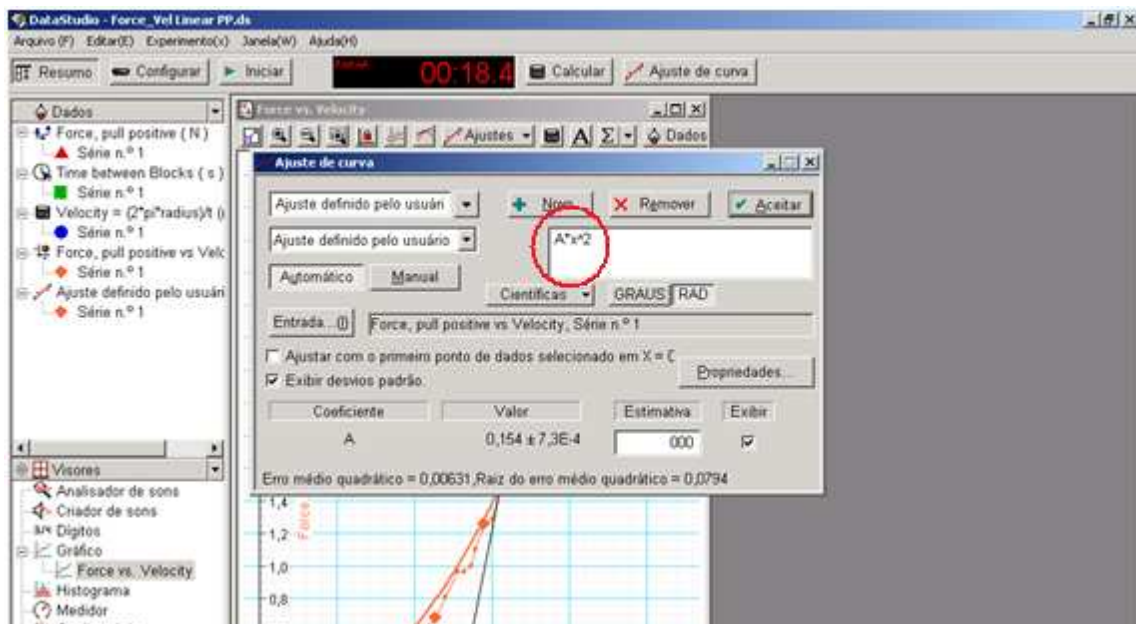 DataStudio - Force_Vel Linear PP.ds
Arquivo (F) Editar(E) Experimento(x) Janela(W) Ajuda(H)
Resumo Configurar Iniciar 00:18.4 Calcular Ajuste de curva
Dados
Force, pull positive ( N )
Série n.º 1
Time between Blocks ( s )
Série n.º 1
Velocity = (2*pi*radius)/t (
Série n.º 1
Force, pull positive vs Velc
Série n.º 1
Ajuste definido pelo usuári
Série n.º 1
Visores
Analisador de sons
Criador de sons
Dígitos
Gráfico
Force vs. Velocity
Histograma
Medidor
Force vs. Velocity
Ajustes A Σ Dados
Ajuste de curva
Ajuste definido pelo usuári Novo Remover Aceitar
Ajuste definido pelo usuário A*x^2
Automático Manual
Científicas GRAUS RAD
Entrada...(I) Force, pull positive vs Velocity, Série n.º 1
Ajustar com o primeiro ponto de dados selecionado em X = 0
Exibir desvios padrão. Propriedades...
Coeficiente Valor Estimativa Exibir
A 0,154 ± 7,3E-4 000
Erro médio quadrático = 0,00631,Raiz do erro médio quadrático = 0,0794
1,4
Force
1,2
1,0
0,8